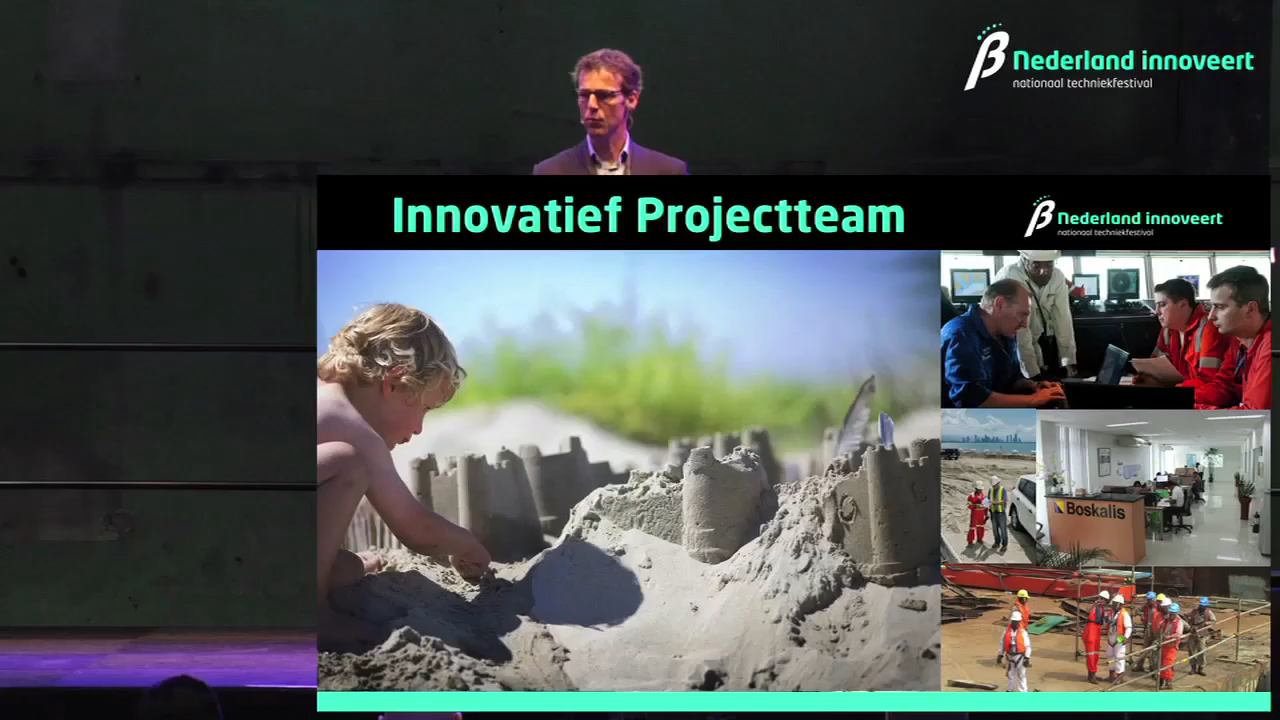 β Nederland innoveert
nationaal techniekfestival
Innovatief Projectteam
β Nederland innoveert
nationaal techniekfestival
Boskalis